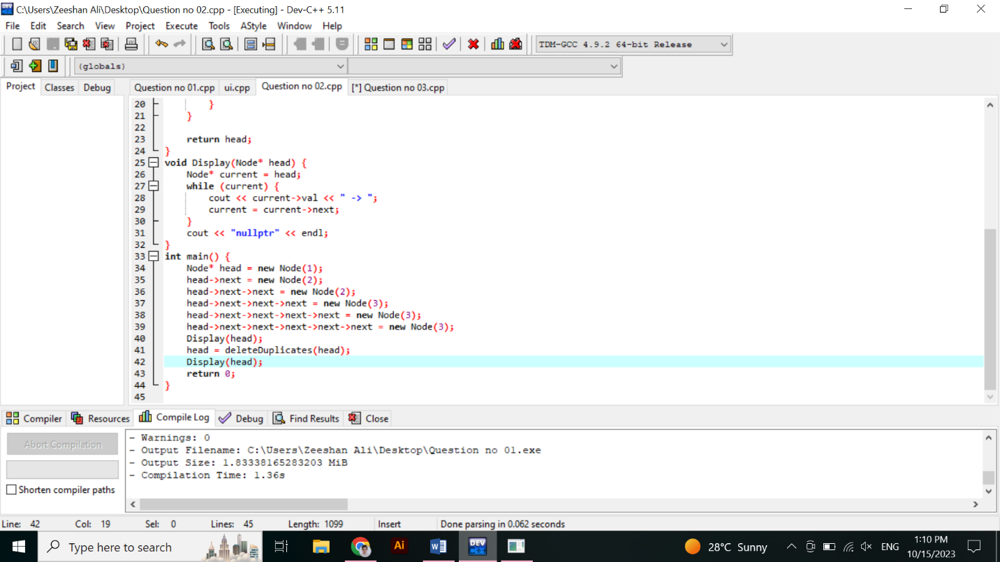 C:\Users\Zeeshan Ali\Desktop\Question no 02.cpp - [Executing] - Dev-C++ 5.11
File Edit Search View Project Execute Tools AStyle Window Help
TDM-GCC 4.9.2 64-bit Release
(globals)
Project Classes Debug Question no 01.cpp ui.cpp Question no 02.cpp [*] Question no 03.cpp
20 }
21 }
22
23 return head;
24 }
25 void Display(Node* head) {
26 Node* current = head;
27 while (current) {
28 cout << current->val << " -> ";
29 current = current->next;
30 }
31 cout << "nullptr" << endl;
32 }
33 int main() {
34 Node* head = new Node(1);
35 head->next = new Node(2);
36 head->next->next = new Node(2);
37 head->next->next->next = new Node(3);
38 head->next->next->next->next = new Node(3);
39 head->next->next->next->next->next = new Node(3);
40 Display(head);
41 head = deleteDuplicates(head);
42 Display(head);
43 return 0;
44 }
45
Compiler Resources Compile Log Debug Find Results Close
Abort Compilation
Shorten compiler paths
- Warnings: 0
- Output Filename: C:\Users\Zeeshan Ali\Desktop\Question no 01.exe
- Output Size: 1.83338165283203 MiB
- Compilation Time: 1.36s
Line: 42 Col: 19 Sel: 0 Lines: 45 Length: 1099 Insert Done parsing in 0.062 seconds
Type here to search
Ai
W
DEV C++
28°C Sunny
ENG
1:10 PM
10/15/2023